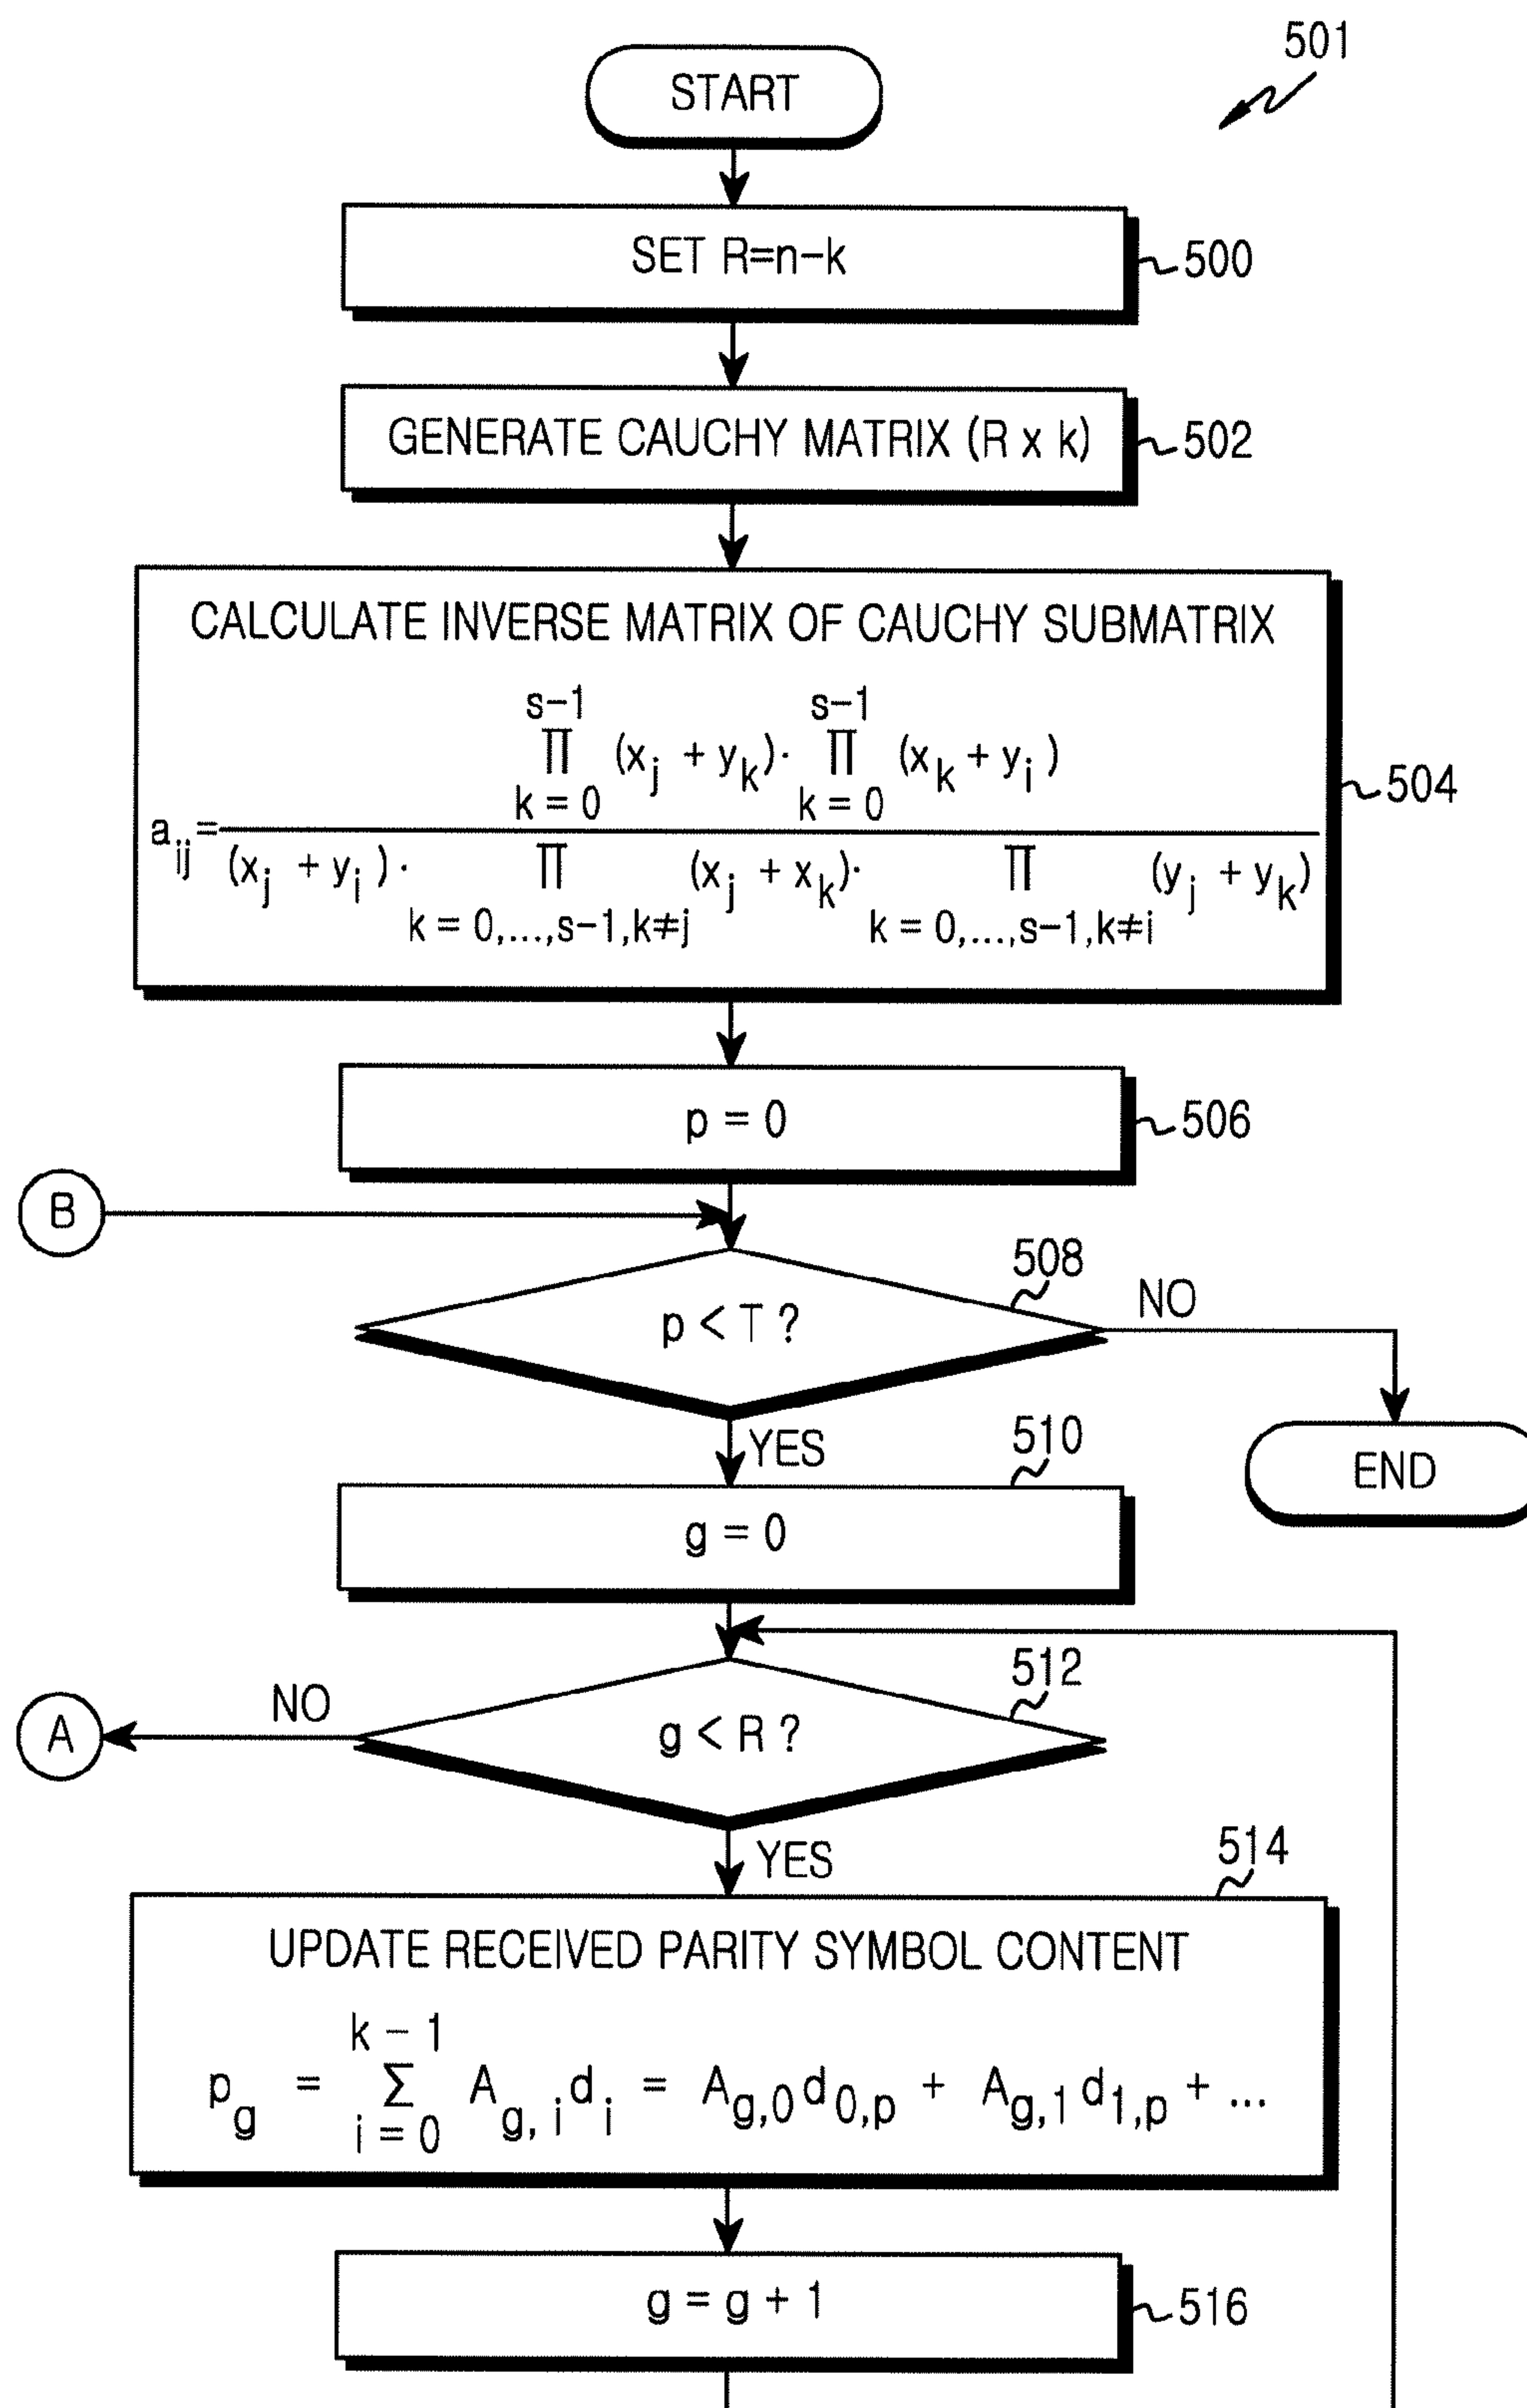 501
START
SET R=n-k
500
GENERATE CAUCHY MATRIX (R x k)
502
CALCULATE INVERSE MATRIX OF CAUCHY SUBMATRIX
s-1 s-1
∏ (x_j + y_k)· ∏ (x_k + y_i)
k = 0 k = 0
a_ij =
504
(x_j + y_i)· ∏ (x_j + x_k)· ∏ (y_j + y_k)
k = 0,...,s-1,k≠j k = 0,...,s-1,k≠i
p = 0
506
B
508
p < T ?
NO
YES
510
END
g = 0
512
NO
A
g < R ?
YES
514
UPDATE RECEIVED PARITY SYMBOL CONTENT
k - 1
p_g = Σ A_g,i d_i = A_g,0 d_0,p + A_g,1 d_1,p + ...
i = 0
g = g + 1
516